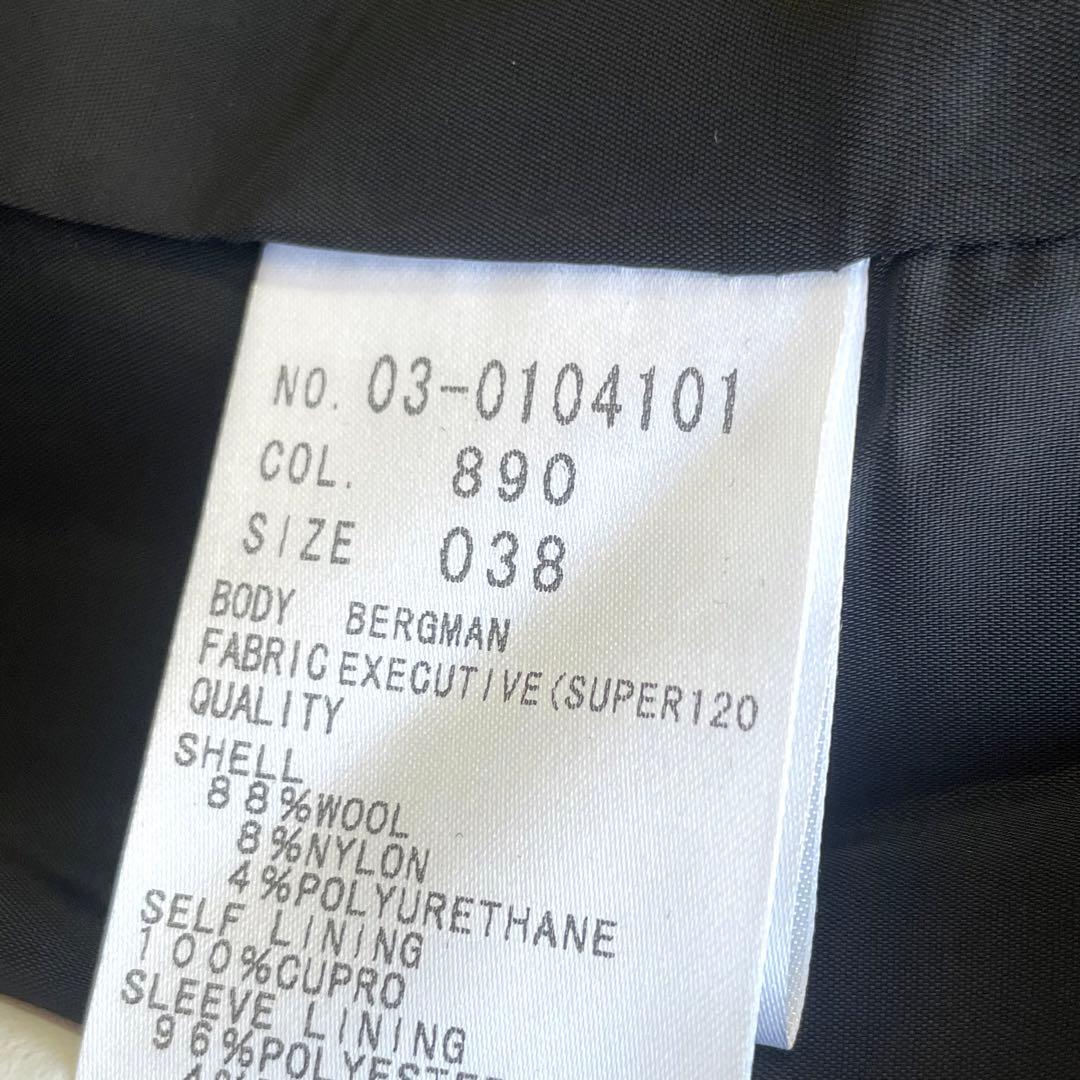 NO. 03-0104101
COL. 890
SIZE 038
BODY BERGMAN
FABRIC EXECUTIVE(SUPER120
QUALITY
SHELL
88%WOOL
8%NYLON
4%POLYURETHANE
SELF LINING
100%CUPRO
SLEEVE LINING
96%POLYESTER